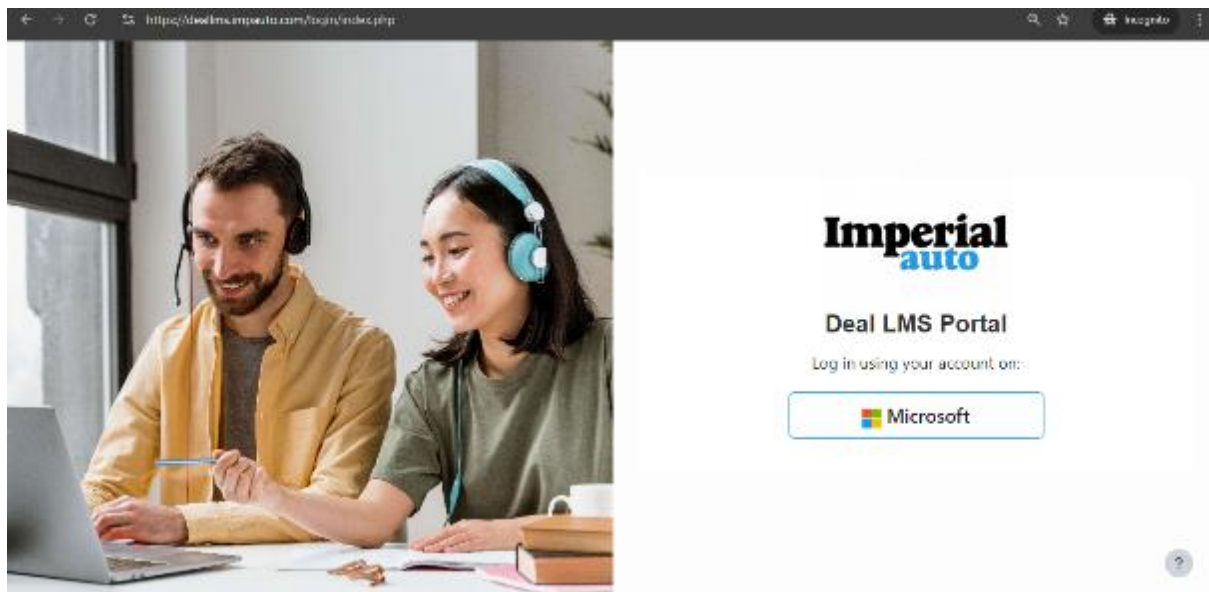 https://deallms.impauto.com/login/index.php
Incognito
Imperial
auto
Deal LMS Portal
Log in using your account on:
Microsoft
?